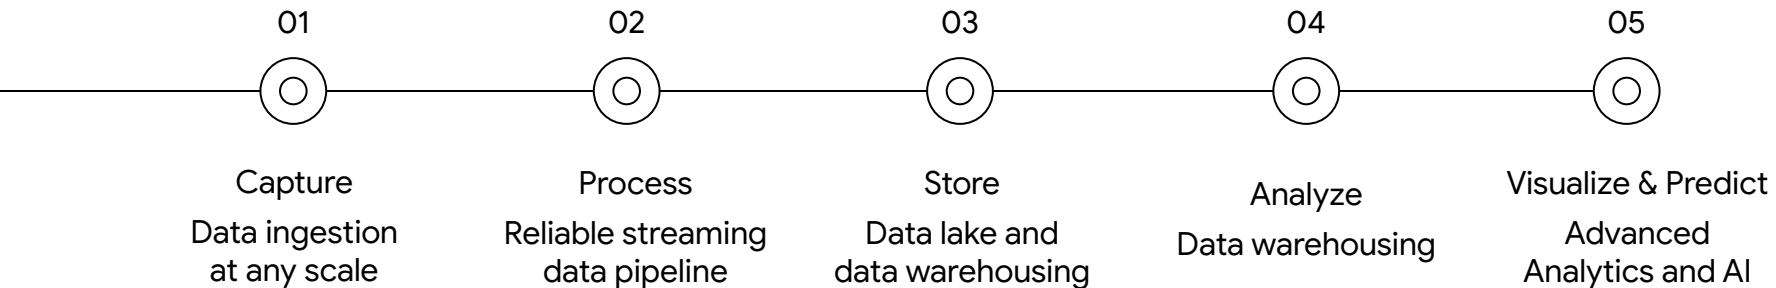 01
Capture
Data ingestion
at any scale
02
Process
Reliable streaming
data pipeline
03
Store
Data lake and
data warehousing
04
Analyze
Data warehousing
05
Visualize & Predict
Advanced
Analytics and AI